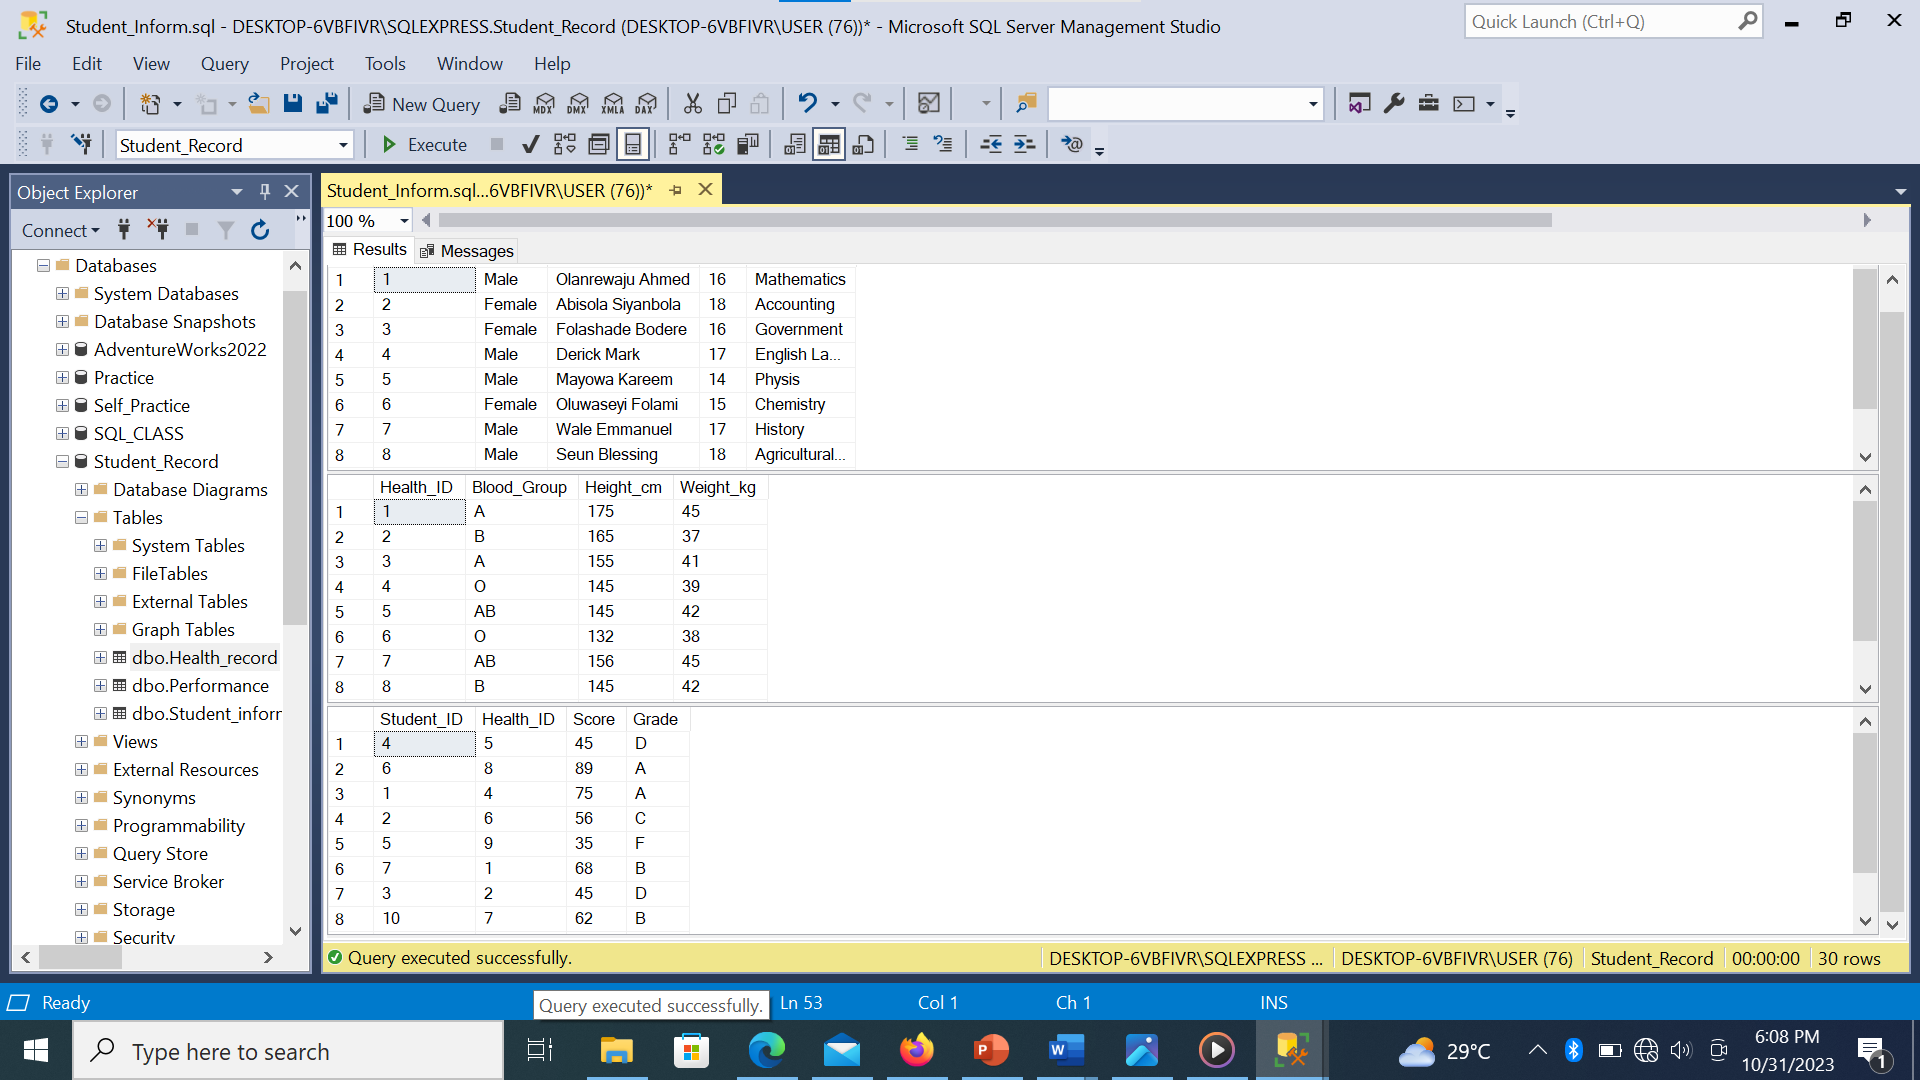 Student_Inform.sql - DESKTOP-6VBFIVR\SQLEXPRESS.Student_Record (DESKTOP-6VBFIVR\USER (76))* - Microsoft SQL Server Management Studio
Quick Launch (Ctrl+Q)
File Edit View Query Project Tools Window Help
New Query MDX DMX XMLA DAX
Student_Record Execute
Object Explorer
Student_Inform.sql...6VBFIVR\USER (76))*
Connect
100 %
Results Messages
Databases
System Databases
Database Snapshots
AdventureWorks2022
Practice
Self_Practice
SQL_CLASS
Student_Record
Database Diagrams
Tables
System Tables
FileTables
External Tables
Graph Tables
dbo.Health_record
dbo.Performance
dbo.Student_infor
Views
External Resources
Synonyms
Programmability
Query Store
Service Broker
Storage
Security
1 1 Male Olanrewaju Ahmed 16 Mathematics
2 2 Female Abisola Siyanbola 18 Accounting
3 3 Female Folashade Bodere 16 Government
4 4 Male Derick Mark 17 English La...
5 5 Male Mayowa Kareem 14 Physis
6 6 Female Oluwaseyi Folami 15 Chemistry
7 7 Male Wale Emmanuel 17 History
8 8 Male Seun Blessing 18 Agricultural...
Health_ID Blood_Group Height_cm Weight_kg
1 1 A 175 45
2 2 B 165 37
3 3 A 155 41
4 4 O 145 39
5 5 AB 145 42
6 6 O 132 38
7 7 AB 156 45
8 8 B 145 42
Student_ID Health_ID Score Grade
1 4 5 45 D
2 6 8 89 A
3 1 4 75 A
4 2 6 56 C
5 5 9 35 F
6 7 1 68 B
7 3 2 45 D
8 10 7 62 B
Query executed successfully. DESKTOP-6VBFIVR\SQLEXPRESS ... DESKTOP-6VBFIVR\USER (76) Student_Record 00:00:00 30 rows
Ready Query executed successfully. Ln 53 Col 1 Ch 1 INS
Type here to search
29°C
6:08 PM
10/31/2023
1